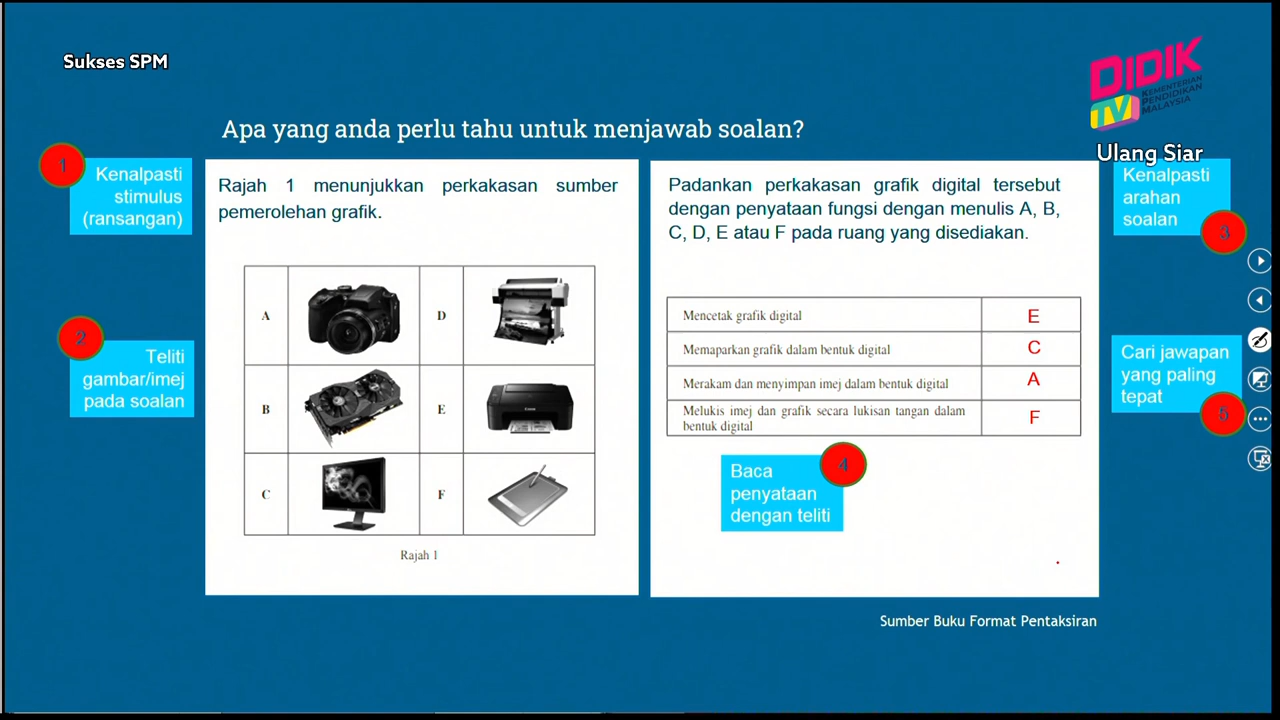 Sukses SPM
DIDIK
TV
KEMENTERIAN
PENDIDIKAN
MALAYSIA
Ulang Siar
Apa yang anda perlu tahu untuk menjawab soalan?
1
Kenalpasti
stimulus
(ransangan)
2
Teliti
gambar/imej
pada soalan
Rajah 1 menunjukkan perkakasan sumber
pemerolehan grafik.
A
D
B
E
Canon
C
F
Rajah 1
Padankan perkakasan grafik digital tersebut
dengan penyataan fungsi dengan menulis A, B,
C, D, E atau F pada ruang yang disediakan.
Mencetak grafik digital E
Memaparkan grafik dalam bentuk digital C
Merakam dan menyimpan imej dalam bentuk digital A
Melukis imej dan grafik secara lukisan tangan dalam
bentuk digital F
Kenalpasti
arahan
soalan
3
4
Baca
penyataan
dengan teliti
Cari jawapan
yang paling
tepat
5
Sumber Buku Format Pentaksiran